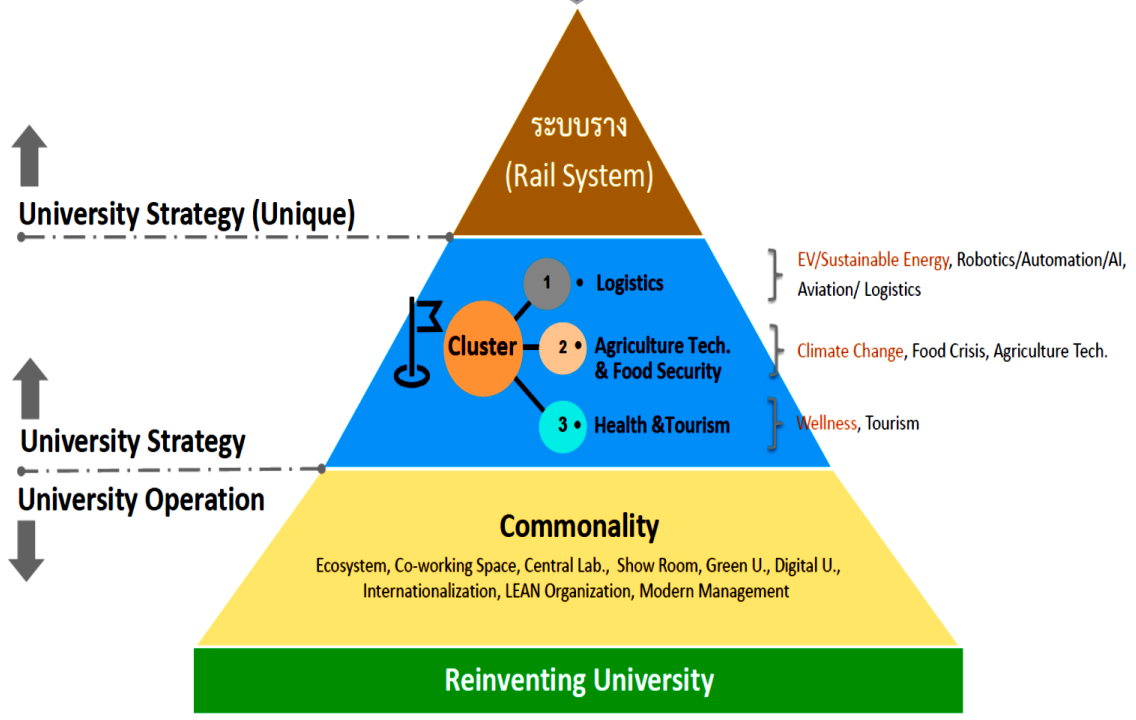 ระบบราง
(Rail System)
University Strategy (Unique)
Cluster
1 • Logistics
EV/Sustainable Energy, Robotics/Automation/AI,
Aviation/ Logistics
2 • Agriculture Tech.
& Food Security
Climate Change, Food Crisis, Agriculture Tech.
3 • Health &Tourism
Wellness, Tourism
University Strategy
University Operation
Commonality
Ecosystem, Co-working Space, Central Lab., Show Room, Green U., Digital U.,
Internationalization, LEAN Organization, Modern Management
Reinventing University